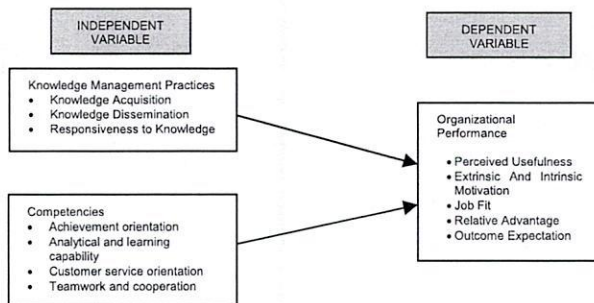 INDEPENDENT
VARIABLE
DEPENDENT
VARIABLE
Knowledge Management Practices
• Knowledge Acquisition
• Knowledge Dissemination
• Responsiveness to Knowledge
Organizational
Performance
• Perceived Usefulness
• Extrinsic And Intrinsic
Motivation
• Job Fit
• Relative Advantage
• Outcome Expectation
Competencies
• Achievement orientation
• Analytical and learning
capability
• Customer service orientation
• Teamwork and cooperation